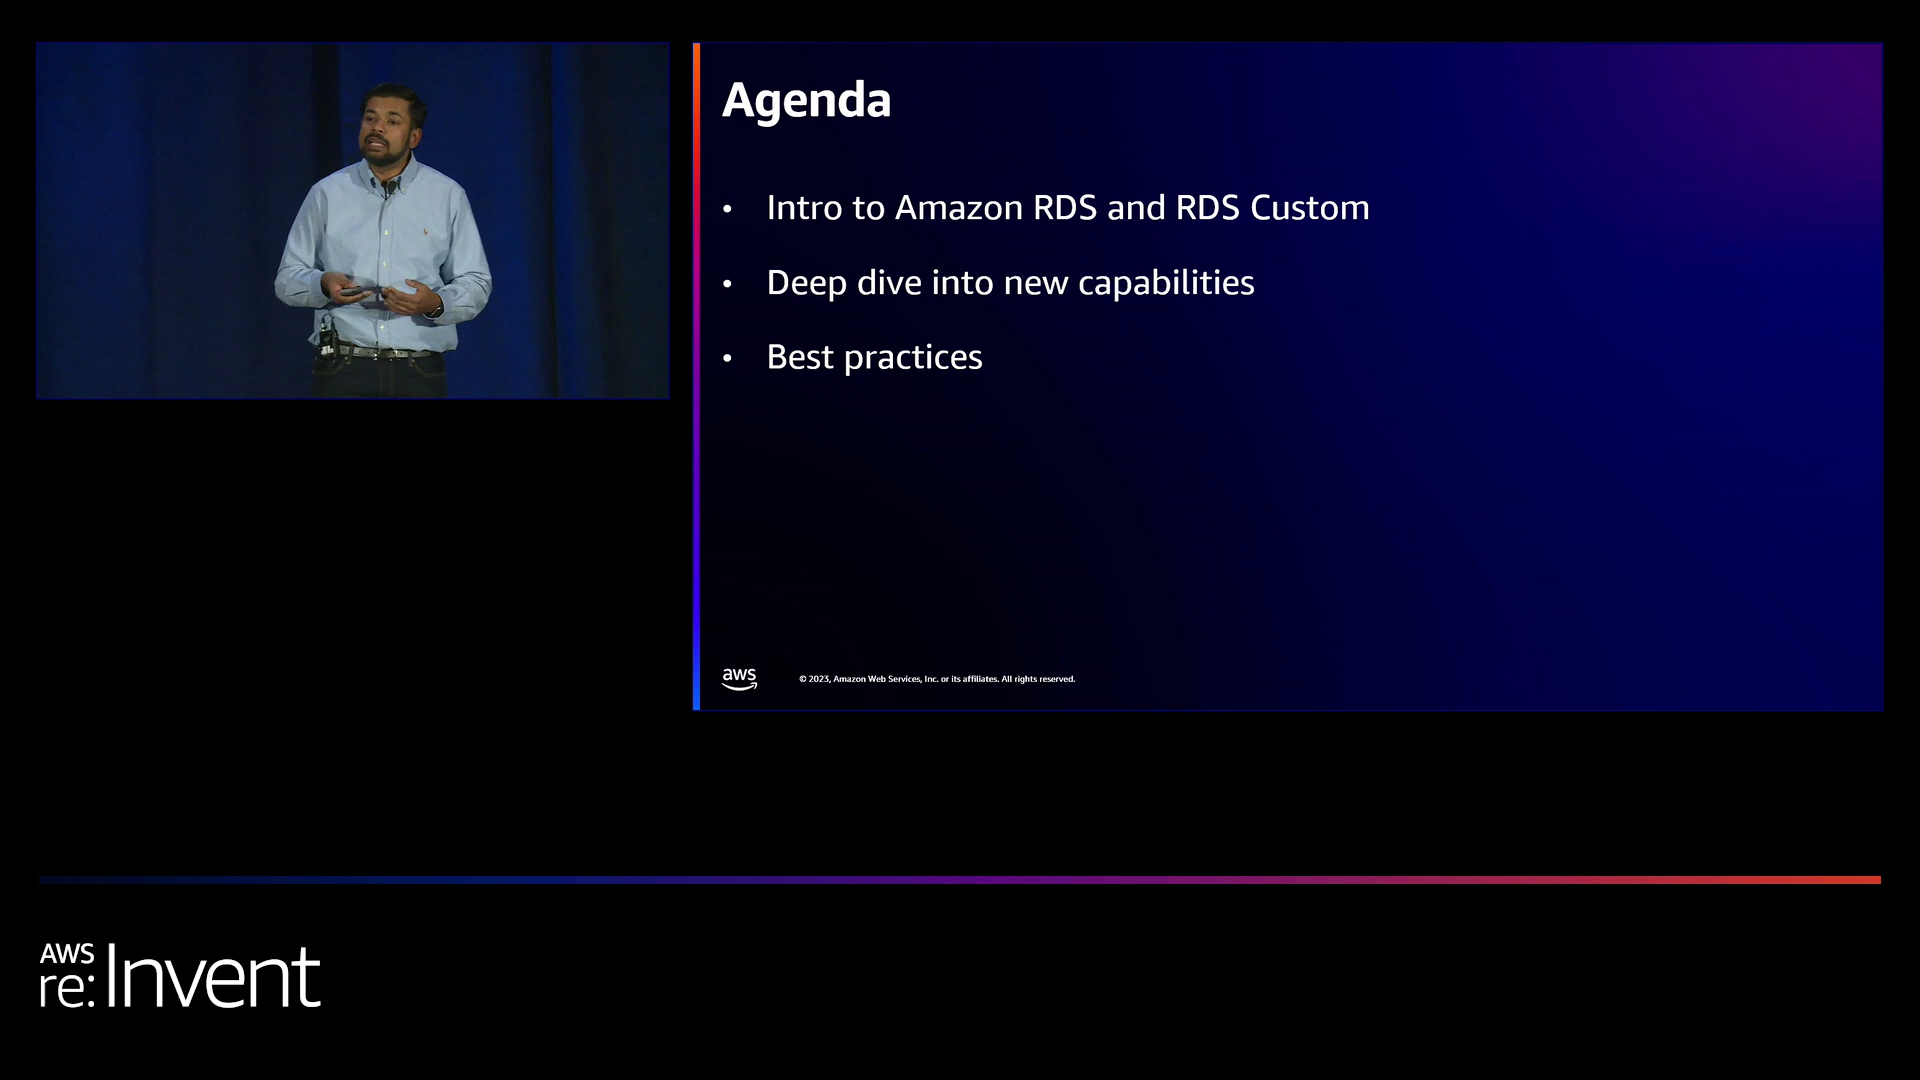 Agenda
• Intro to Amazon RDS and RDS Custom
• Deep dive into new capabilities
• Best practices
aws
© 2023, Amazon Web Services, Inc. or its affiliates. All rights reserved.
AWS
re:Invent